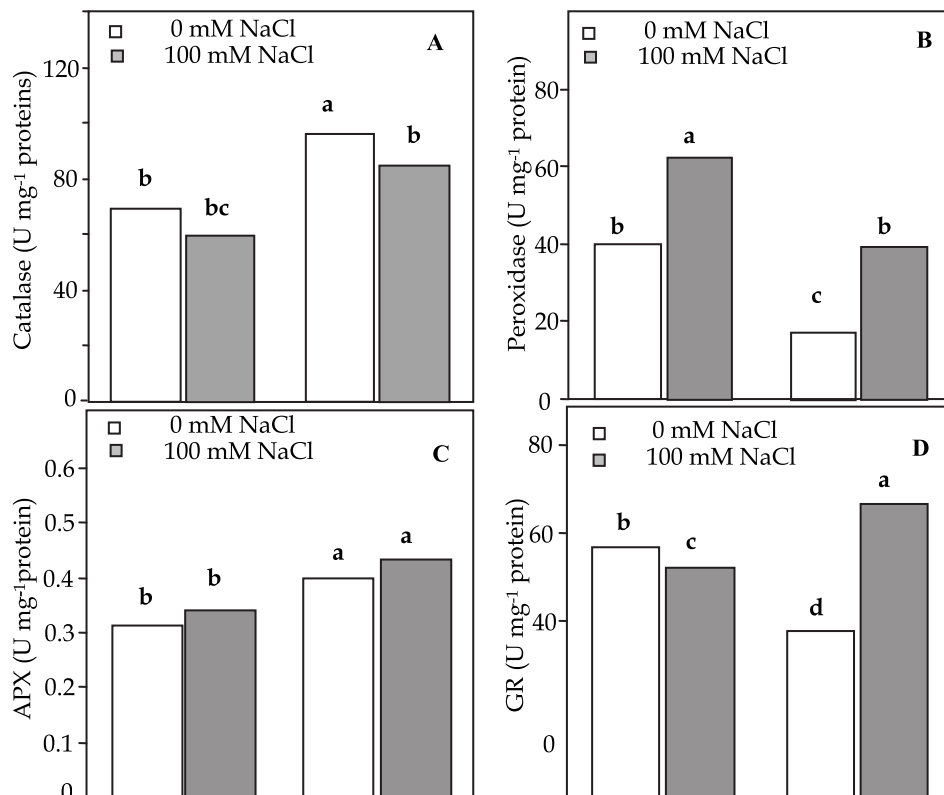 0 mM NaCl
100 mM NaCl
A
Catalase (U mg-1 proteins)
120
80
40
0
b
bc
a
b
0 mM NaCl
100 mM NaCl
B
Peroxidase (U mg-1 protein)
80
60
40
20
0
b
a
c
b
0 mM NaCl
100 mM NaCl
C
APX (U mg-1protein)
0.6
0.5
0.4
0.3
0.2
0.1
0
b
b
a
a
0 mM NaCl
100 mM NaCl
D
GR (U mg-1 protein)
80
60
40
0
b
c
d
a